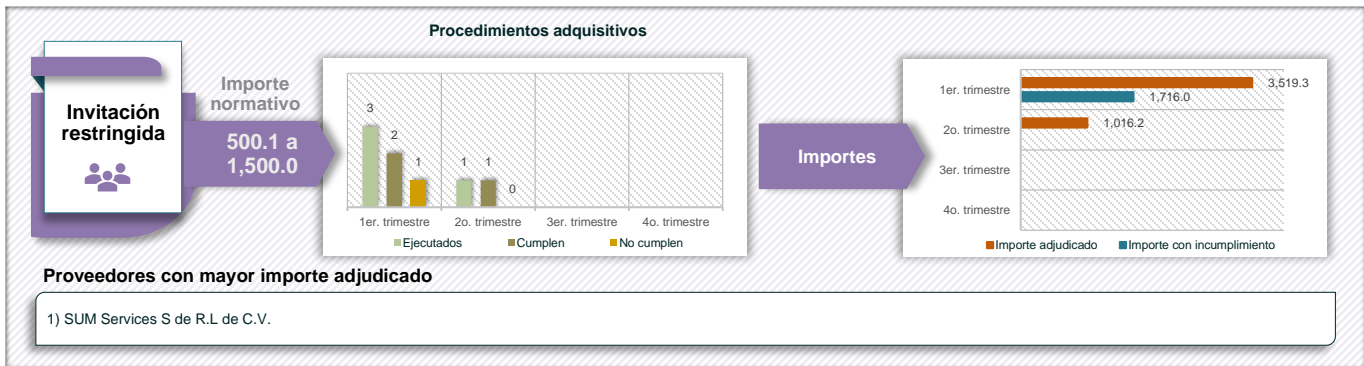 Procedimientos adquisitivos
Invitación
restringida
Importe
normativo
500.1 a
1,500.0
3
2
1
1
1
0
1er. trimestre
2o. trimestre
3er. trimestre
4o. trimestre
Ejecutados
Cumplen
No cumplen
Importes
1er. trimestre
3,519.3
1,716.0
2o. trimestre
1,016.2
3er. trimestre
4o. trimestre
Importe adjudicado
Importe con incumplimiento
Proveedores con mayor importe adjudicado
1) SUM Services S de R.L de C.V.